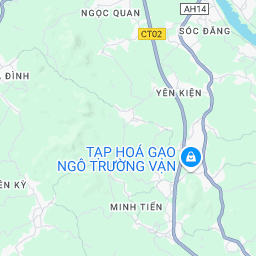 NGỌC QUAN
AH14
SÓC ĐĂNG
CT02
A ĐÌNH
YÊN KIỆN
TẠP HOÁ GẠO
NGÔ TRƯỜNG VẠN
ÊN KỲ
MINH TIẾN